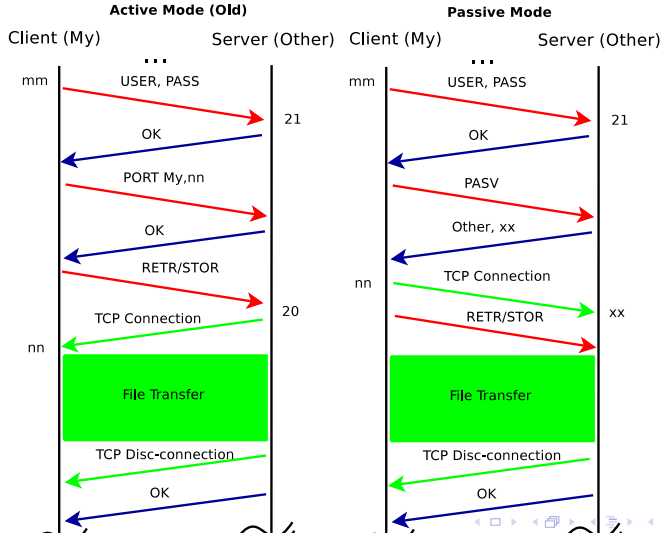 Active Mode (Old)
Client (My)
Server (Other)
...
mm
USER, PASS
21
OK
PORT My,nn
OK
RETR/STOR
20
TCP Connection
nn
File Transfer
TCP Disc-connection
OK
Passive Mode
Client (My)
Server (Other)
...
mm
USER, PASS
21
OK
PASV
Other, xx
nn
TCP Connection
xx
RETR/STOR
File Transfer
TCP Disc-connection
OK